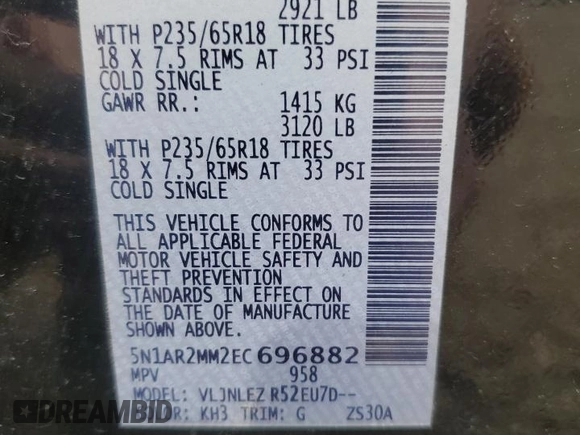 2921 LB
WITH P235/65R18 TIRES
18 X 7.5 RIMS AT 33 PSI
COLD SINGLE
GAWR RR.: 1415 KG
3120 LB
WITH P235/65R18 TIRES
18 X 7.5 RIMS AT 33 PSI
COLD SINGLE
THIS VEHICLE CONFORMS TO
ALL APPLICABLE FEDERAL
MOTOR VEHICLE SAFETY AND
THEFT PREVENTION
STANDARDS IN EFFECT ON
THE DATE OF MANUFACTURE
SHOWN ABOVE.
5N1AR2MM2EC696882
MPV 958
MODEL: VLJNLEZ R52EU7D--
OR: KH3 TRIM: G ZS30A
DREAMBID